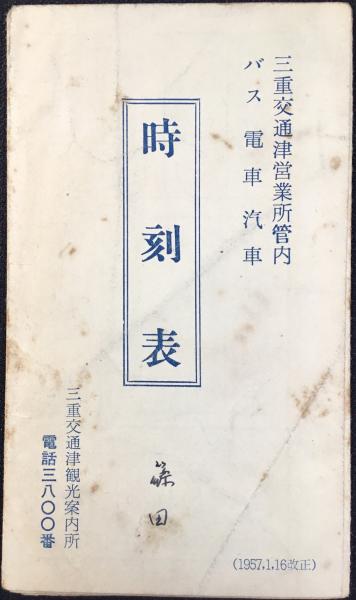 三重交通津営業所管内
バス電車汽車
時刻表
三重交通津観光案内所
電話三八〇〇番
篠田
(1957.1.16改正)